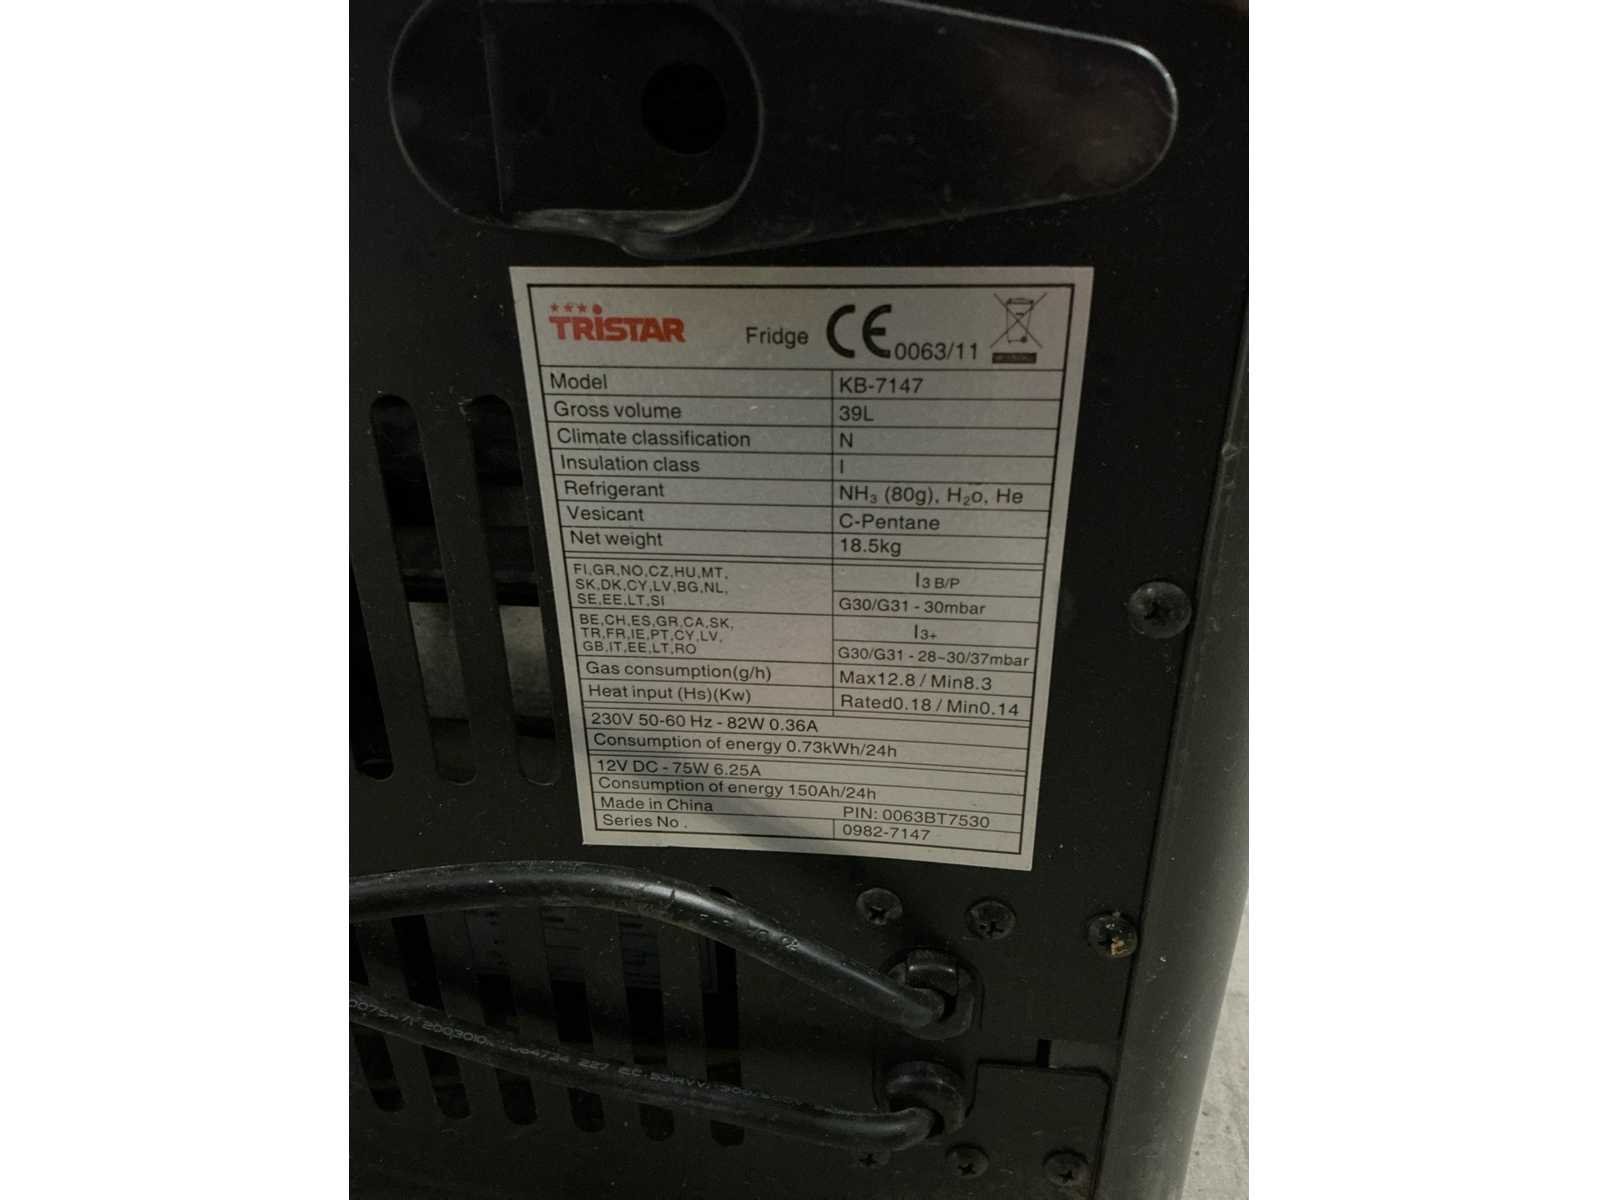 TRISTAR Fridge CE 0063/11
Model KB-7147
Gross volume 39L
Climate classification N
Insulation class I
Refrigerant NH₃ (80g), H₂o, He
Vesicant C-Pentane
Net weight 18.5kg
FI,GR,NO,CZ,HU,MT,
SK,DK,CY,LV,BG,NL,
SE,EE,LT,SI
I3 B/P
G30/G31 - 30mbar
BE,CH,ES,GR,CA,SK,
TR,FR,IE,PT,CY,LV,
GB,IT,EE,LT,RO
I3+
G30/G31 - 28~30/37mbar
Gas consumption(g/h) Max12.8 / Min8.3
Heat input (Hs)(Kw) Rated0.18 / Min0.14
230V 50-60 Hz - 82W 0.36A
Consumption of energy 0.73kWh/24h
12V DC - 75W 6.25A
Consumption of energy 150Ah/24h
Made in China PIN: 0063BT7530
Series No . 0982-7147
227 IEC 53(RVV)